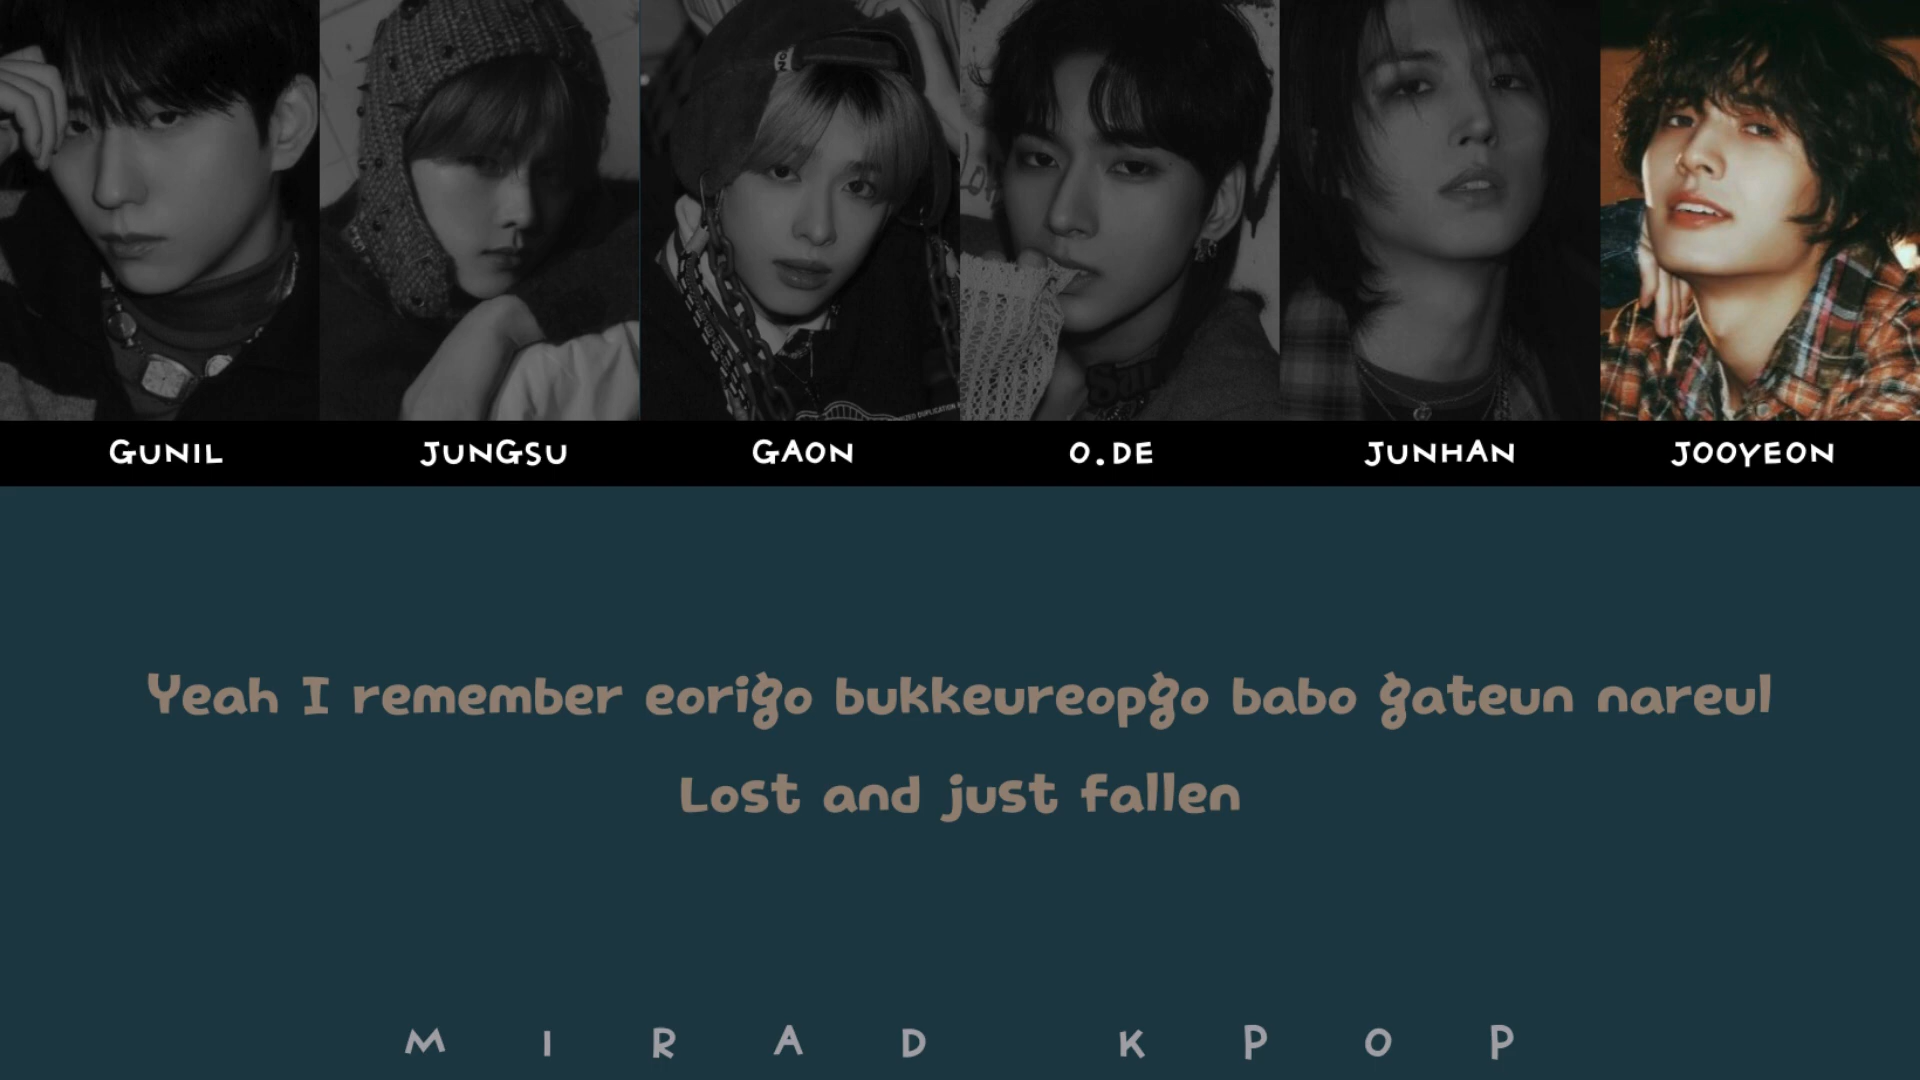 GUNIL JUNGSU GAON O.DE JUNHAN JOOYEON
Yeah I remember eorigo bukkeureopgo babo gateun nareul
Lost and just fallen
MIRAD KPOP